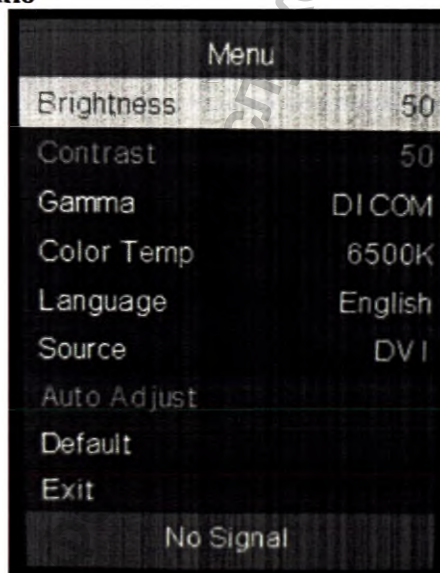 Menu
Brightness 50
Contrast 50
Gamma DICOM
Color Temp 6500K
Language English
Source DVI
Auto Adjust
Default
Exit
No Signal